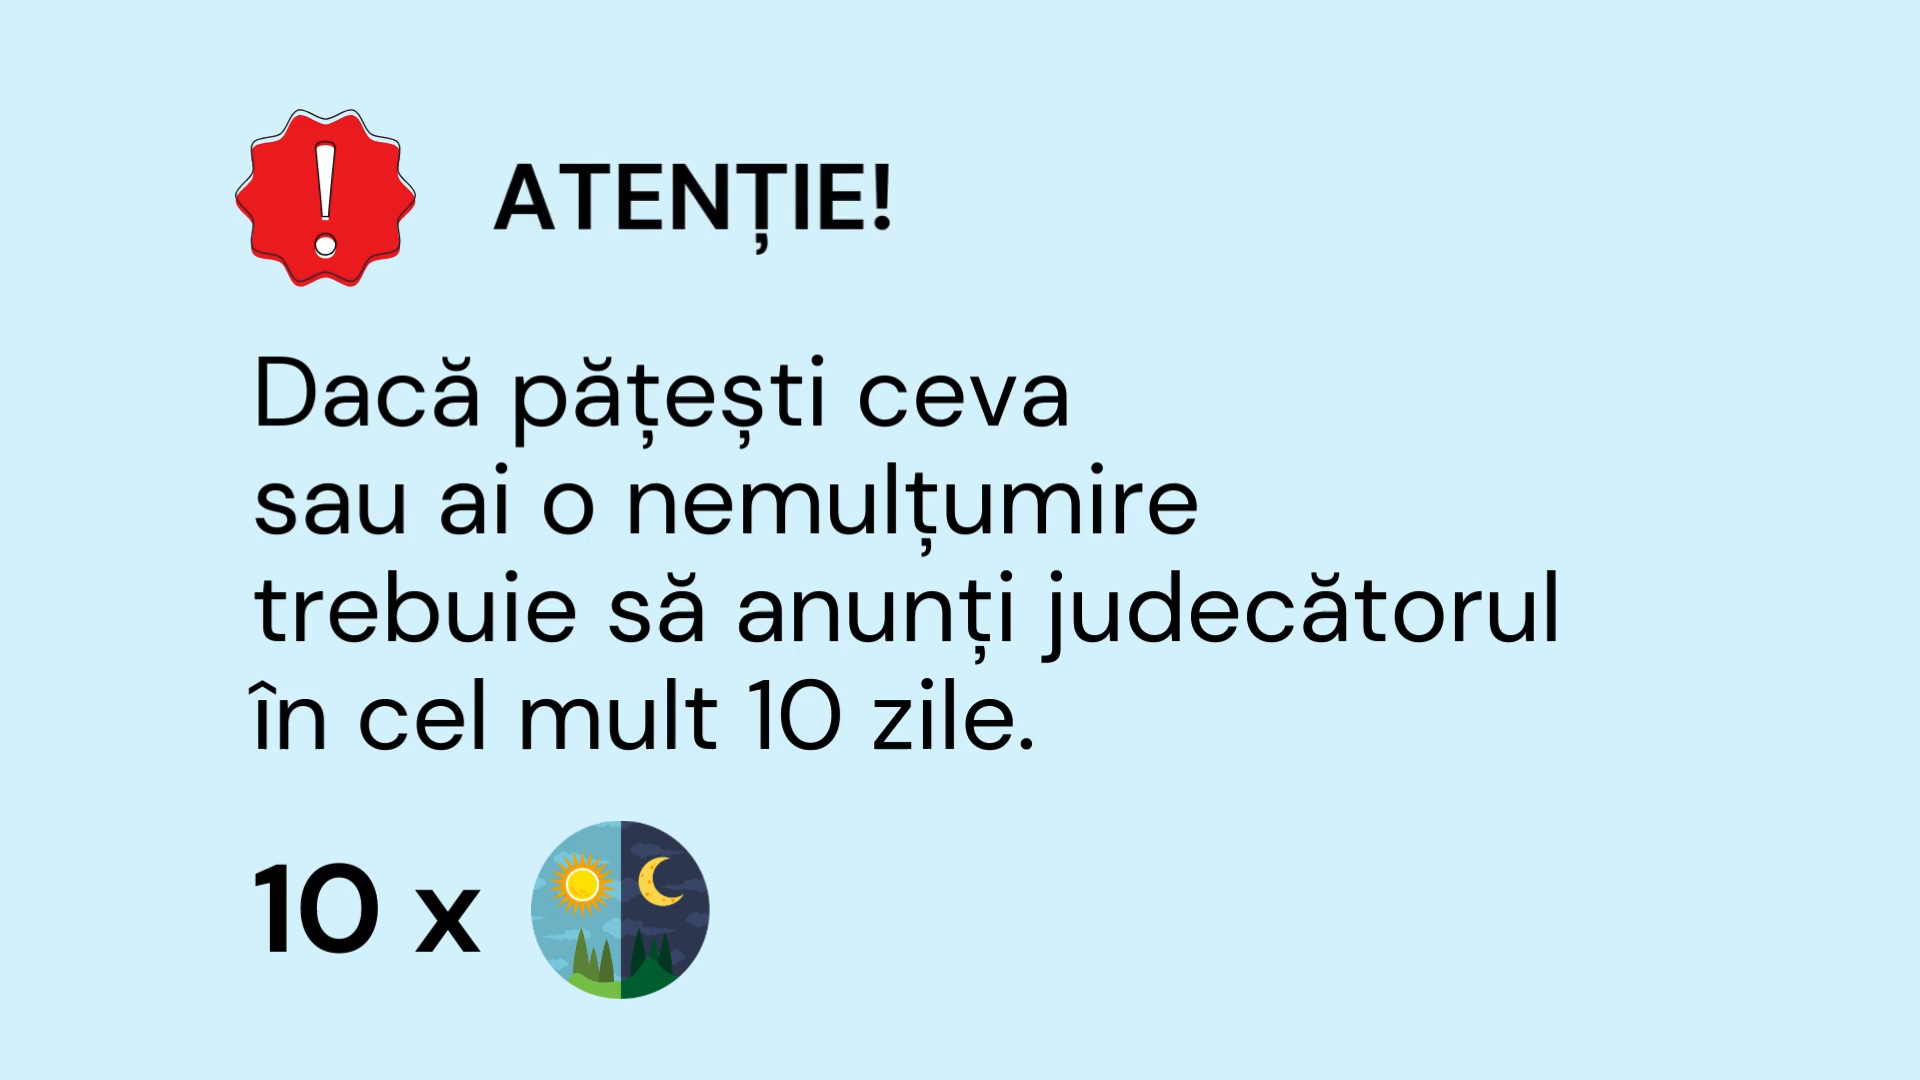 ATENȚIE!
Dacă pățești ceva
sau ai o nemulțumire
trebuie să anunți judecătorul
în cel mult 10 zile.
10 x